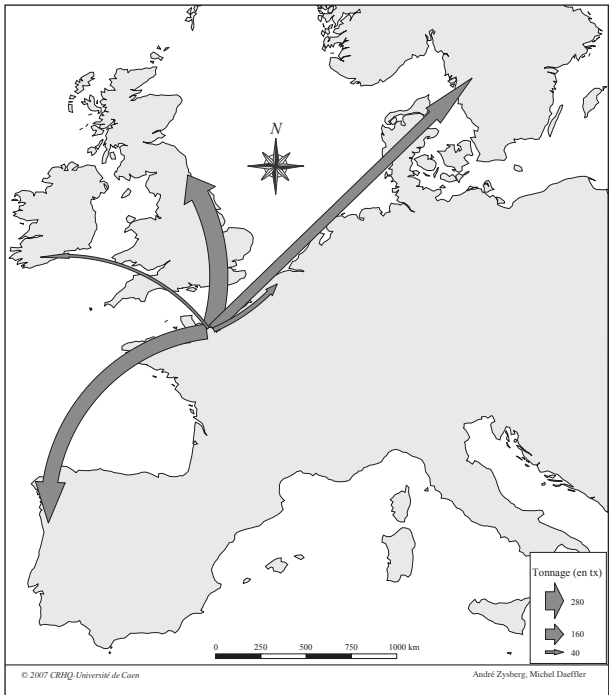 N
Tonnage (en tx)
280
160
40
0 250 500 750 1000 km
© 2007 CRHQ-Université de Caen
André Zysberg, Michel Daeffler